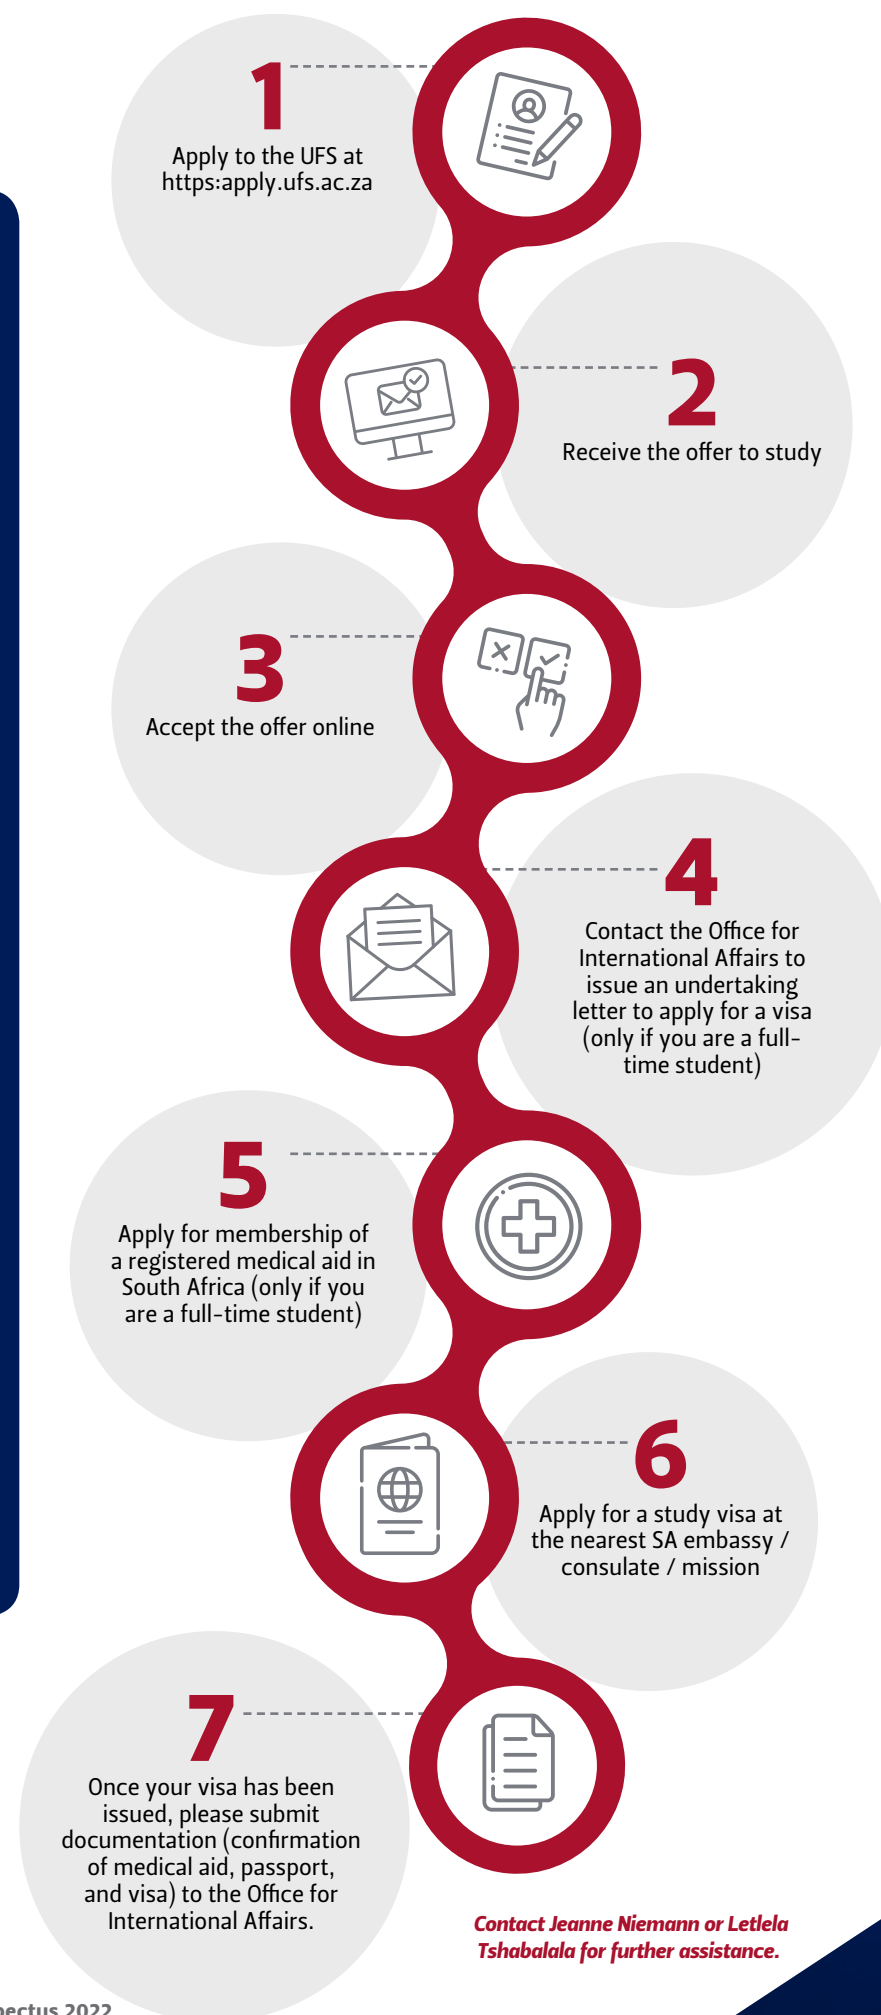 1
Apply to the UFS at
https:apply.ufs.ac.za
2
Receive the offer to study
3
Accept the offer online
4
Contact the Office for
International Affairs to
issue an undertaking
letter to apply for a visa
(only if you are a full-
time student)
5
Apply for membership of
a registered medical aid in
South Africa (only if you
are a full-time student)
6
Apply for a study visa at
the nearest SA embassy /
consulate / mission
7
Once your visa has been
issued, please submit
documentation (confirmation
of medical aid, passport,
and visa) to the Office for
International Affairs.
Contact Jeanne Niemann or Letlela
Tshabalala for further assistance.
2022